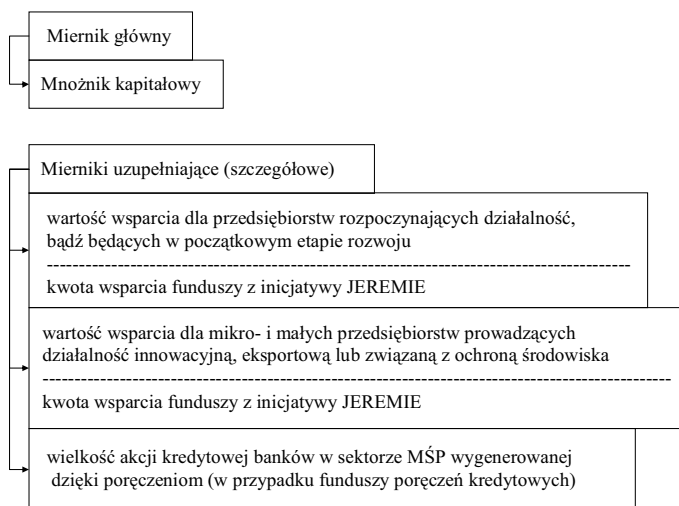 Miernik główny
Mnożnik kapitałowy
Mierniki uzupełniające (szczegółowe)
wartość wsparcia dla przedsiębiorstw rozpoczynających działalność,
bądź będących w początkowym etapie rozwoju
kwota wsparcia funduszy z inicjatywy JEREMIE
wartość wsparcia dla mikro- i małych przedsiębiorstw prowadzących
działalność innowacyjną, eksportową lub związaną z ochroną środowiska
kwota wsparcia funduszy z inicjatywy JEREMIE
wielkość akcji kredytowej banków w sektorze MŚP wygenerowanej
dzięki poręczeniom (w przypadku funduszy poręczeń kredytowych)